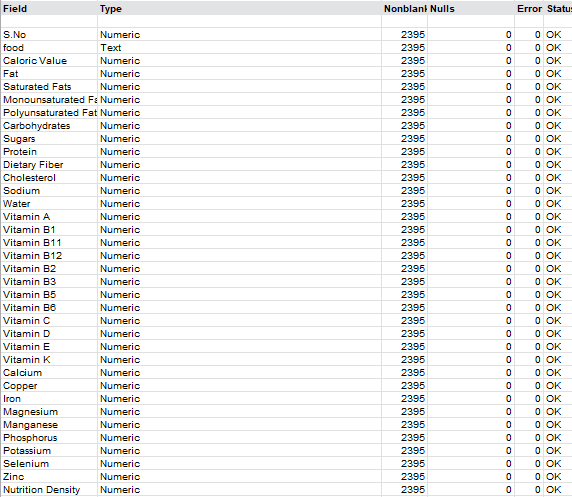 Field Type Nonblank Nulls Error Status
S.No Numeric 2395 0 0 OK
food Text 2395 0 0 OK
Caloric Value Numeric 2395 0 0 OK
Fat Numeric 2395 0 0 OK
Saturated Fats Numeric 2395 0 0 OK
Monounsaturated Fa Numeric 2395 0 0 OK
Polyunsaturated Fat Numeric 2395 0 0 OK
Carbohydrates Numeric 2395 0 0 OK
Sugars Numeric 2395 0 0 OK
Protein Numeric 2395 0 0 OK
Dietary Fiber Numeric 2395 0 0 OK
Cholesterol Numeric 2395 0 0 OK
Sodium Numeric 2395 0 0 OK
Water Numeric 2395 0 0 OK
Vitamin A Numeric 2395 0 0 OK
Vitamin B1 Numeric 2395 0 0 OK
Vitamin B11 Numeric 2395 0 0 OK
Vitamin B12 Numeric 2395 0 0 OK
Vitamin B2 Numeric 2395 0 0 OK
Vitamin B3 Numeric 2395 0 0 OK
Vitamin B5 Numeric 2395 0 0 OK
Vitamin B6 Numeric 2395 0 0 OK
Vitamin C Numeric 2395 0 0 OK
Vitamin D Numeric 2395 0 0 OK
Vitamin E Numeric 2395 0 0 OK
Vitamin K Numeric 2395 0 0 OK
Calcium Numeric 2395 0 0 OK
Copper Numeric 2395 0 0 OK
Iron Numeric 2395 0 0 OK
Magnesium Numeric 2395 0 0 OK
Manganese Numeric 2395 0 0 OK
Phosphorus Numeric 2395 0 0 OK
Potassium Numeric 2395 0 0 OK
Selenium Numeric 2395 0 0 OK
Zinc Numeric 2395 0 0 OK
Nutrition Density Numeric 2395 0 0 OK